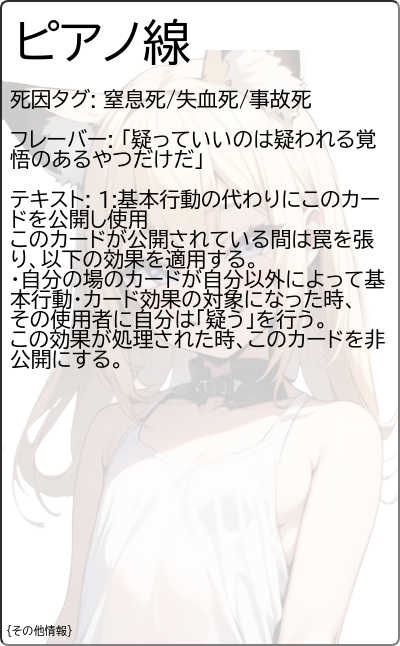 ピアノ線
死因タグ: 窒息死/失血死/事故死
フレーバー: 「疑っていいのは疑われる覚
悟のあるやつだけだ」
テキスト: 1:基本行動の代わりにこのカー
ドを公開し使用
このカードが公開されている間は罠を張
り、以下の効果を適用する。
・自分の場のカードが自分以外によって基
本行動・カード効果の対象になった時、
その使用者に自分は「疑う」を行う。
この効果が処理された時、このカードを非
公開にする。
{その他情報}